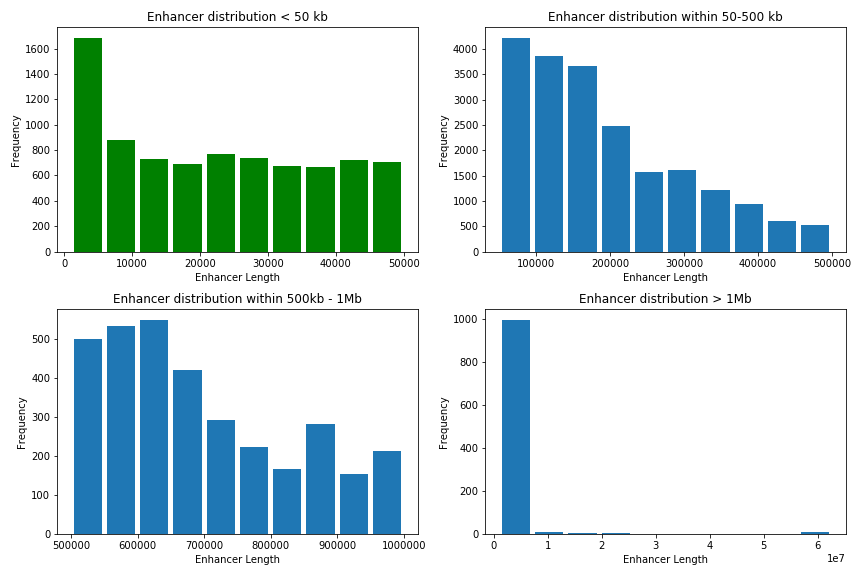 Enhancer distribution < 50 kb
1600
1400
1200
1000
800
600
400
200
0
Frequency
0 10000 20000 30000 40000 50000
Enhancer Length
Enhancer distribution within 50-500 kb
4000
3500
3000
2500
2000
1500
1000
500
0
Frequency
100000 200000 300000 400000 500000
Enhancer Length
Enhancer distribution within 500kb - 1Mb
500
400
300
200
100
0
Frequency
500000 600000 700000 800000 900000 1000000
Enhancer Length
Enhancer distribution > 1Mb
1000
800
600
400
200
0
Frequency
0 1 2 3 4 5 6
Enhancer Length
1e7